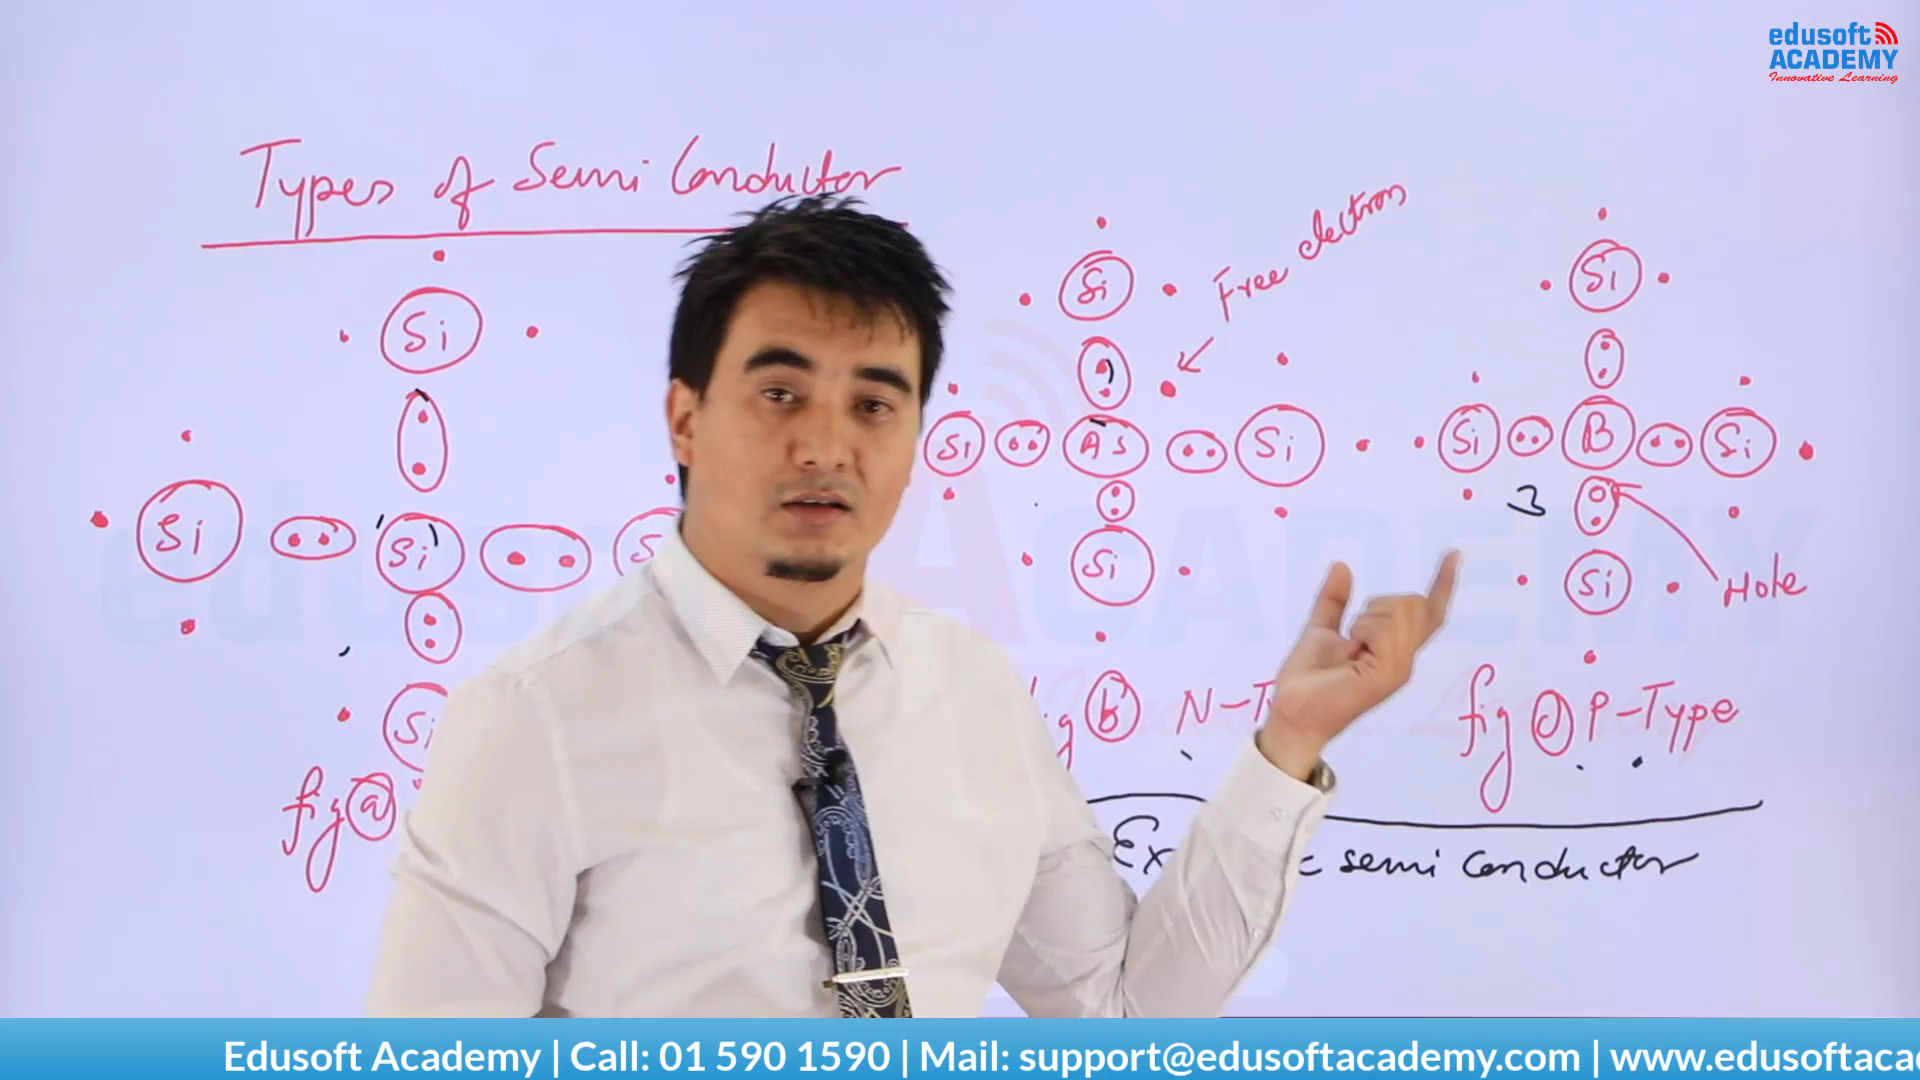 edusoft
ACADEMY
Innovative Learning
Types of Semi Conductor
Free electron
Si
Si
Si
Si
Si
Si
Si
As
Si
Si
Si
Si
B
Si
Si
3
Hole
fig a
b N-T
fig c P-Type
Ex c semi conductor
Edusoft Academy | Call: 01 590 1590 | Mail: support@edusoftacademy.com | www.edusoftaca